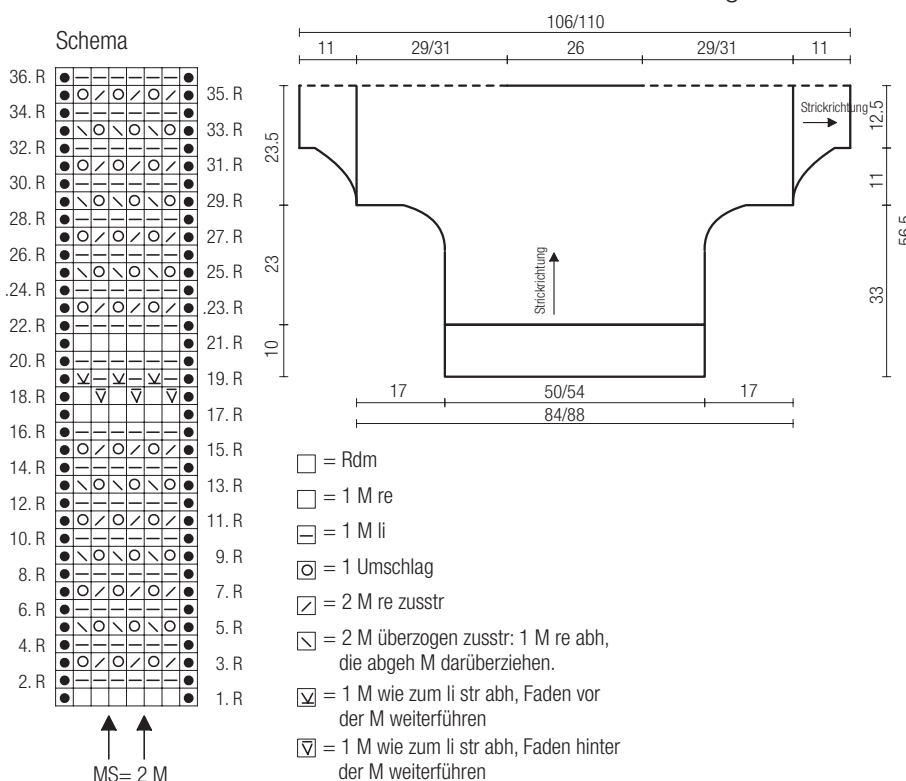 Schema
36. R
35. R
34. R
33. R
32. R
31. R
30. R
29. R
28. R
27. R
26. R
25. R
.24. R
.23. R
22. R
21. R
20. R
19. R
18. R
17. R
16. R
15. R
14. R
13. R
12. R
11. R
10. R
9. R
8. R
7. R
6. R
5. R
4. R
3. R
2. R
1. R
MS= 2 M
106/110
11 29/31 26 29/31 11
Strickrichtung
12.5
23.5
11
23
Strickrichtung
33
56.5
10
17 50/54 17
84/88
= Rdm
= 1 M re
= 1 M li
= 1 Umschlag
= 2 M re zusstr
= 2 M überzogen zusstr: 1 M re abh,
die abgeh M darüberziehen.
= 1 M wie zum li str abh, Faden vor
der M weiterführen
= 1 M wie zum li str abh, Faden hinter
der M weiterführen